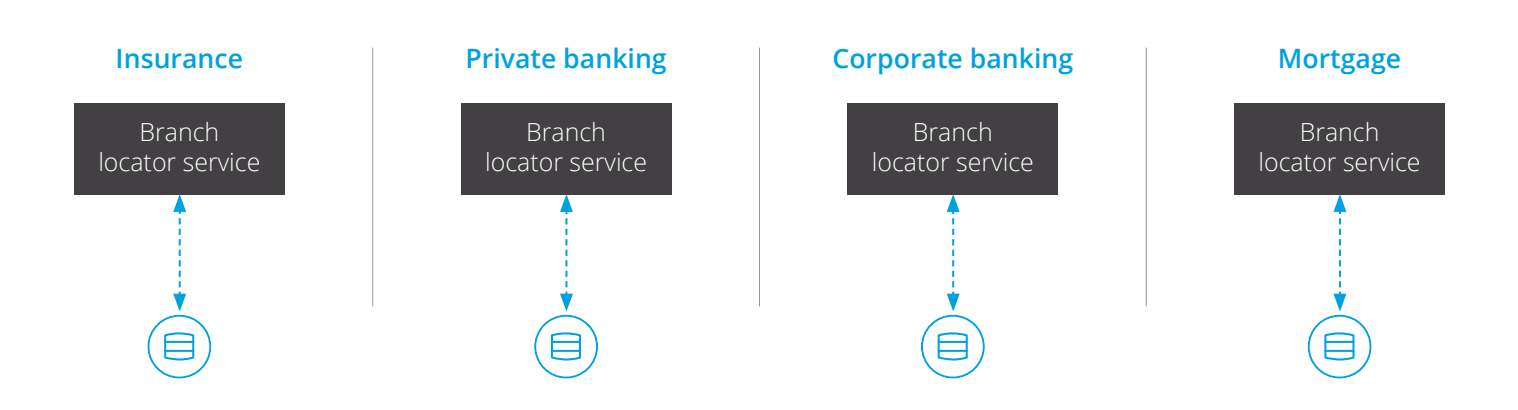 Insurance
Private banking
Corporate banking
Mortgage
Branch
locator service
Branch
locator service
Branch
locator service
Branch
locator service